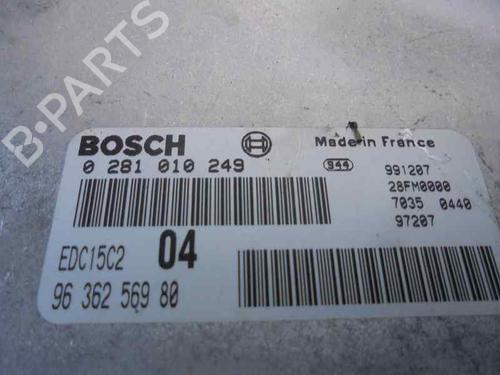 B-PARTS
BOSCH
Made in France
0 281 010 249
944
991207
28FM0000
7035 0440
97207
EDC15C2 04
96 362 569 80